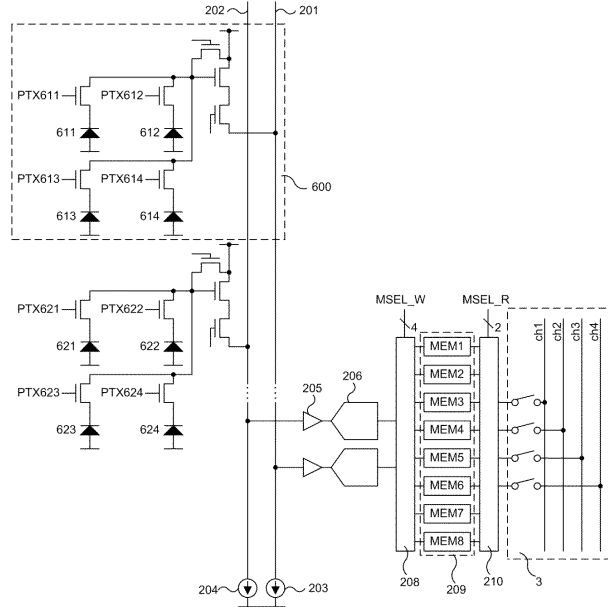 202
201
PTX611
PTX612
611
612
PTX613
PTX614
600
613
614
PTX621
PTX622
621
622
PTX623
PTX624
623
624
MSEL_W
MSEL_R
4
2
ch1
ch2
ch3
ch4
MEM1
MEM2
MEM3
MEM4
MEM5
MEM6
MEM7
MEM8
205
206
204
203
208
209
210
3